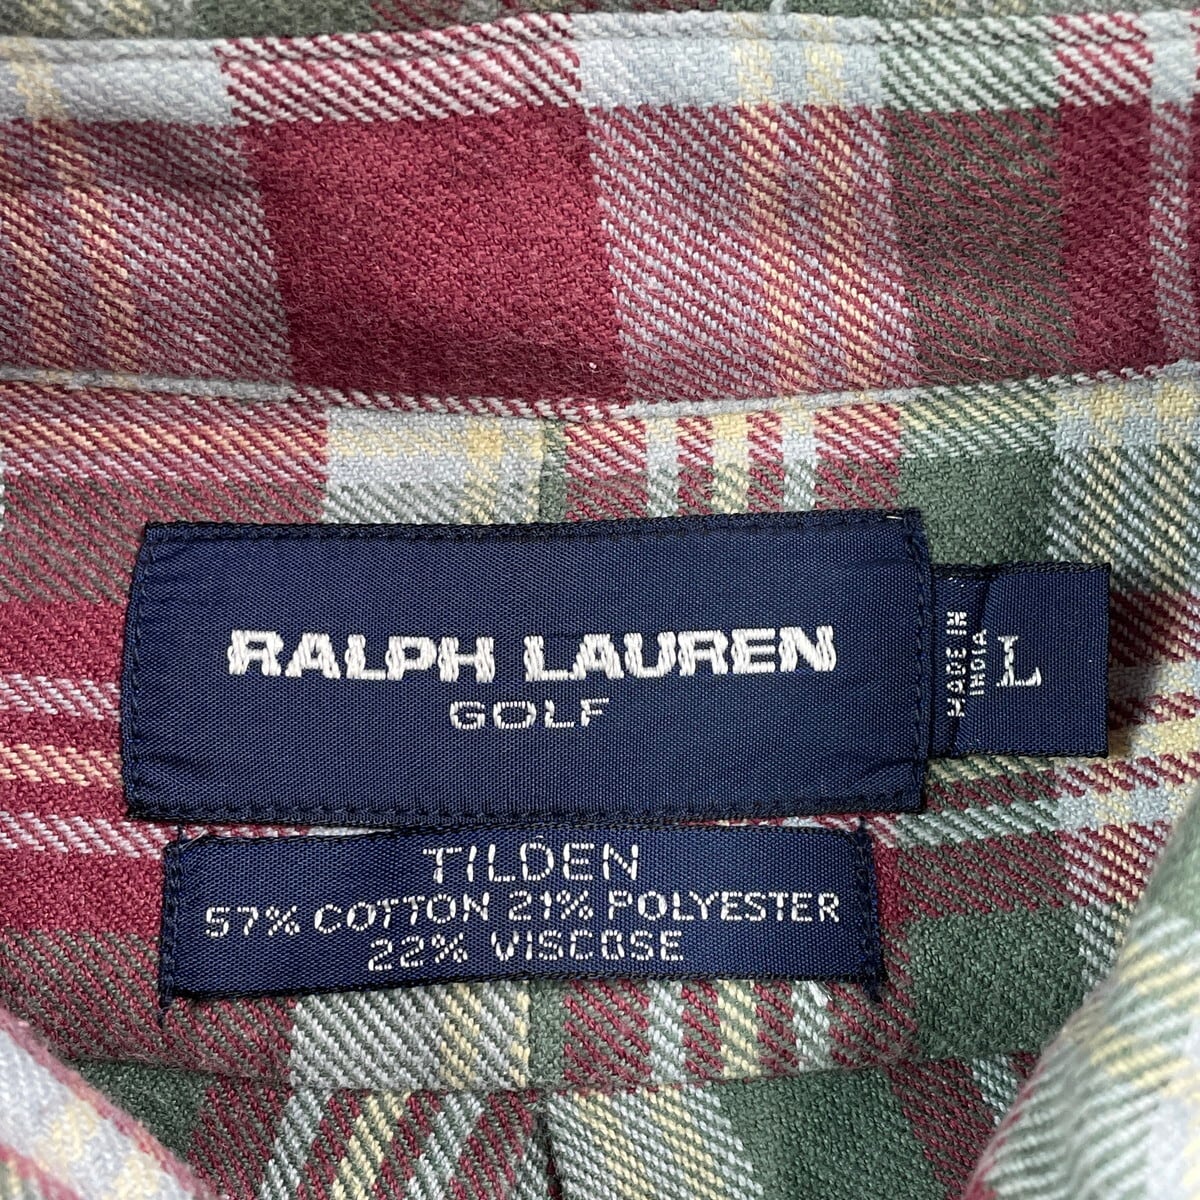 RALPH LAUREN
GOLF
MADE IN
INDIA
L
TILDEN
57% COTTON 21% POLYESTER
22% VISCOSE